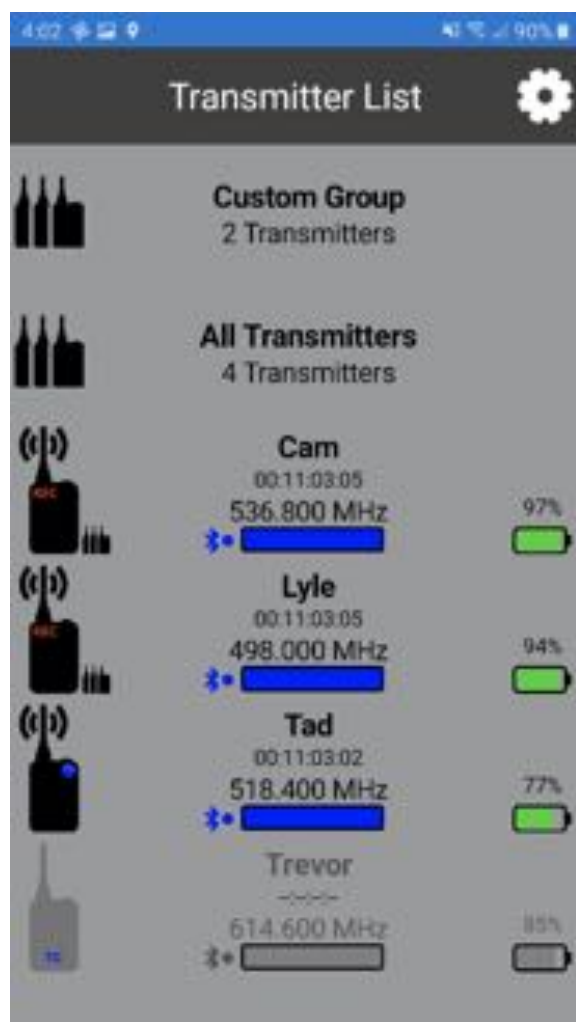 4:02 90%
Transmitter List
Custom Group
2 Transmitters
All Transmitters
4 Transmitters
Cam
00:11:03:05
REC
536.800 MHz
97%
Lyle
00:11:03:05
REC
498.000 MHz
94%
Tad
00:11:03:02
518.400 MHz
77%
Trevor
--:--:--:--
614.600 MHz
85%